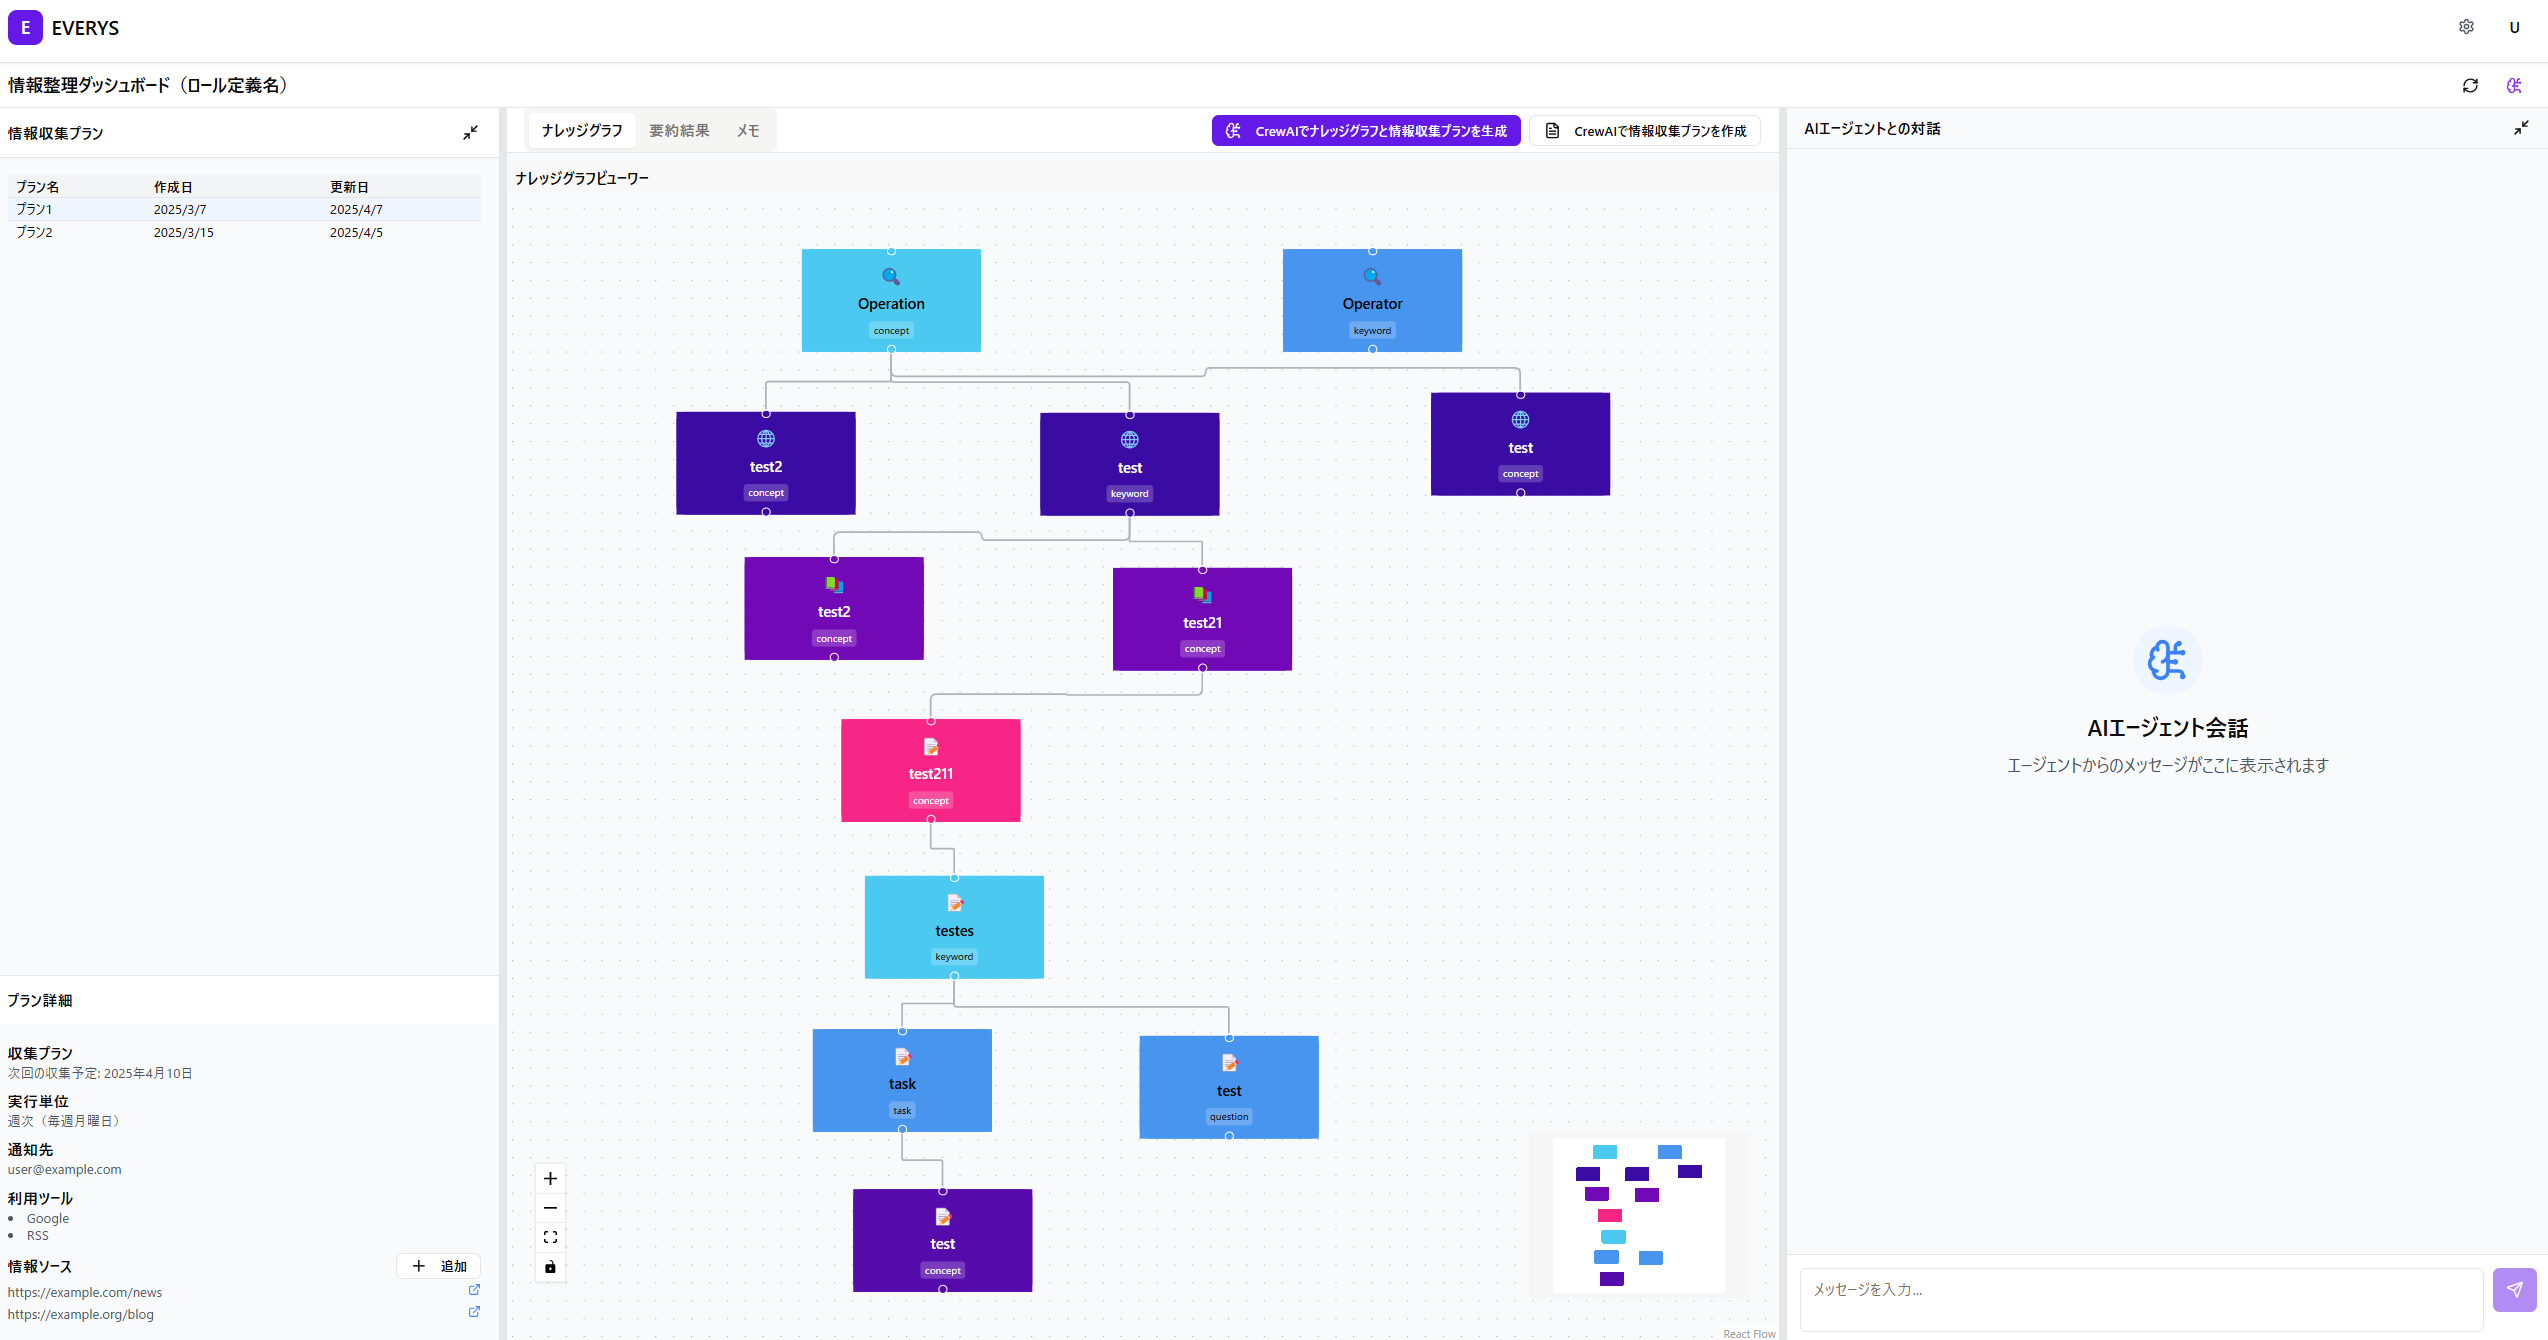 E EVERYS
U
情報整理ダッシュボード（ロール定義名）
情報収集プラン
プラン名 作成日 更新日
プラン1 2025/3/7 2025/4/7
プラン2 2025/3/15 2025/4/5
プラン詳細
収集プラン
次回の収集予定: 2025年4月10日
実行単位
週次（毎週月曜日）
通知先
user@example.com
利用ツール
Google
RSS
情報ソース
追加
https://example.com/news
https://example.org/blog
ナレッジグラフ 要約結果 メモ
CrewAIでナレッジグラフと情報収集プランを生成
CrewAIで情報収集プランを作成
ナレッジグラフビューワー
Operation
concept
Operator
keyword
test2
concept
test
keyword
test
concept
test2
concept
test21
concept
test211
concept
testes
keyword
task
task
test
question
test
concept
React Flow
AIエージェントとの対話
AIエージェント会話
エージェントからのメッセージがここに表示されます
メッセージを入力...